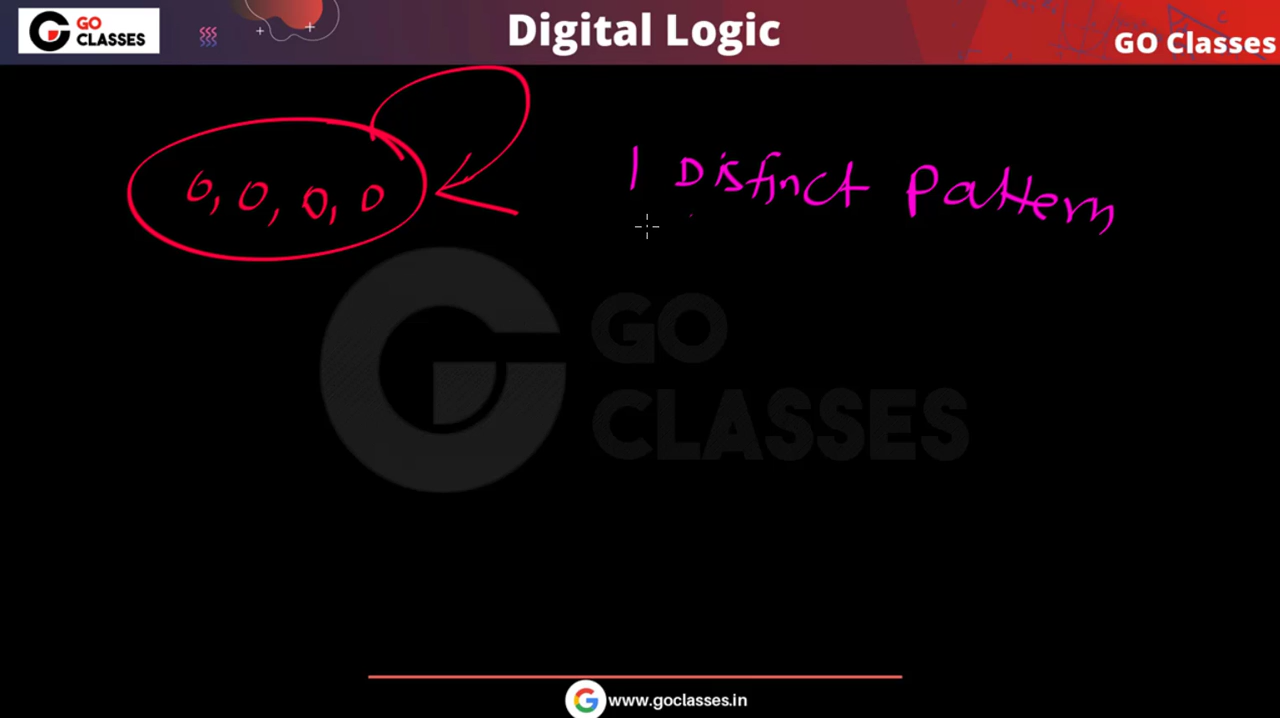 GO CLASSES
Digital Logic
GO Classes
0, 0, 0, 0
1 Distinct Pattern
GO
CLASSES
www.goclasses.in